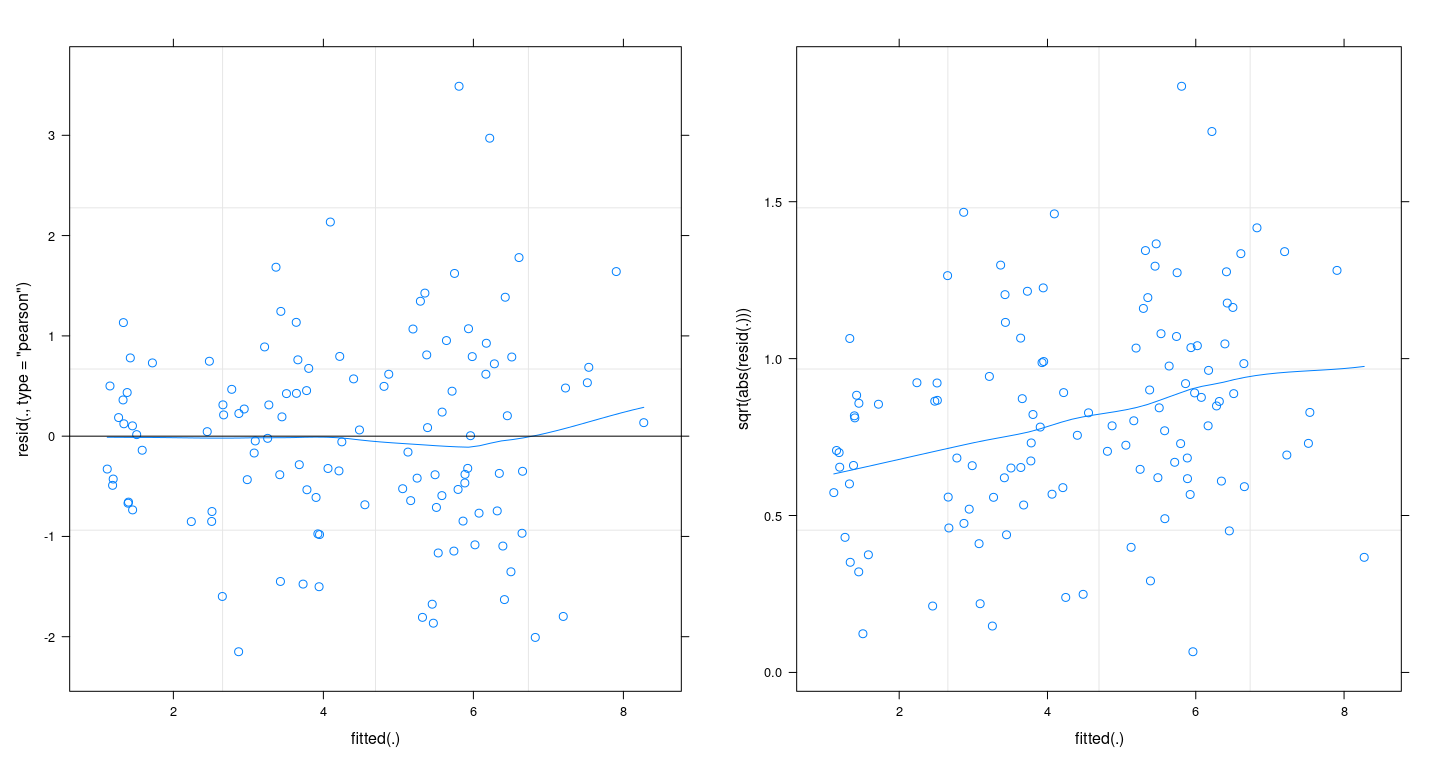 3
2
1
0
-1
-2
resid(., type = "pearson")
2 4 6 8
fitted(.)
1.5
1.0
0.5
0.0
sqrt(abs(resid(.)))
2 4 6 8
fitted(.)